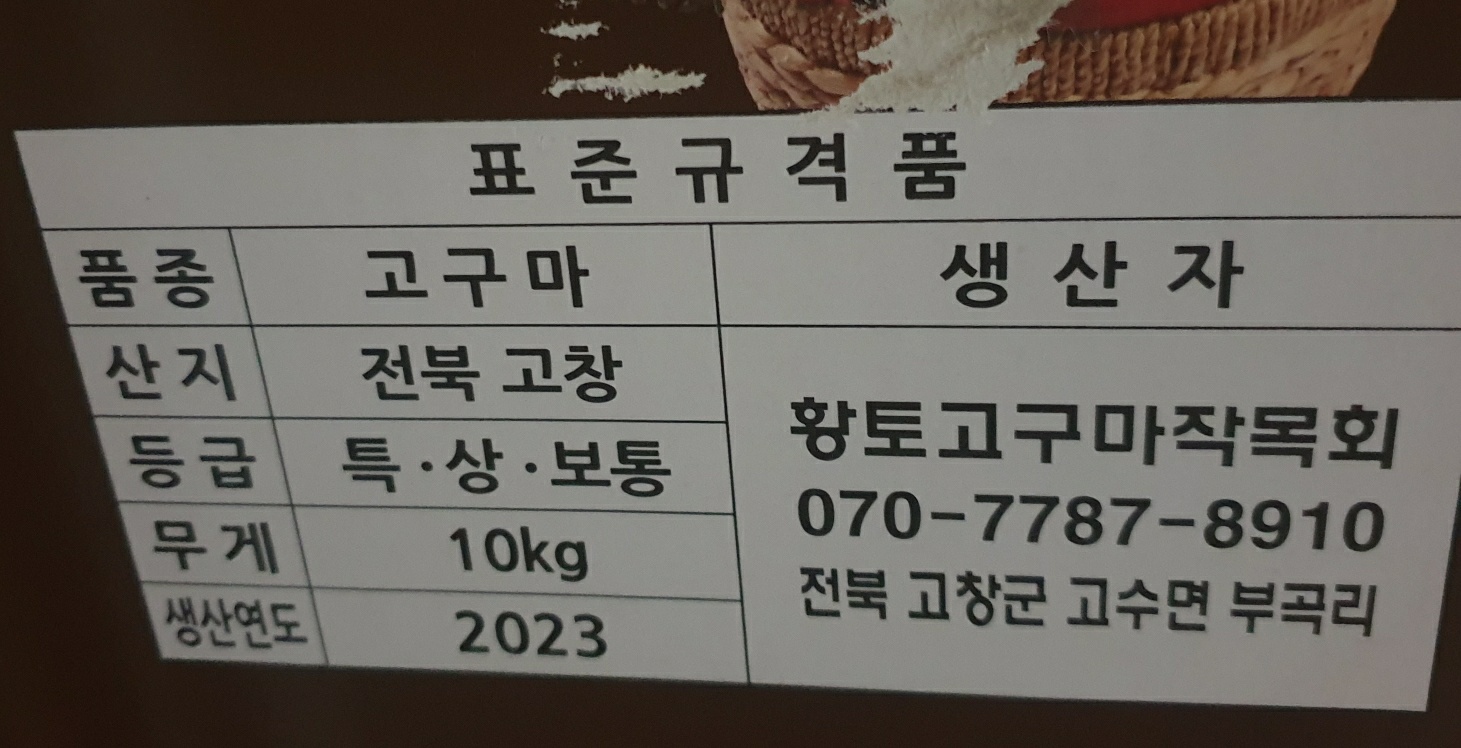 표준규격품
품종 고구마 생산자
산지 전북 고창
등급 특·상·보통
무게 10kg
생산연도 2023
황토고구마작목회
070-7787-8910
전북 고창군 고수면 부곡리